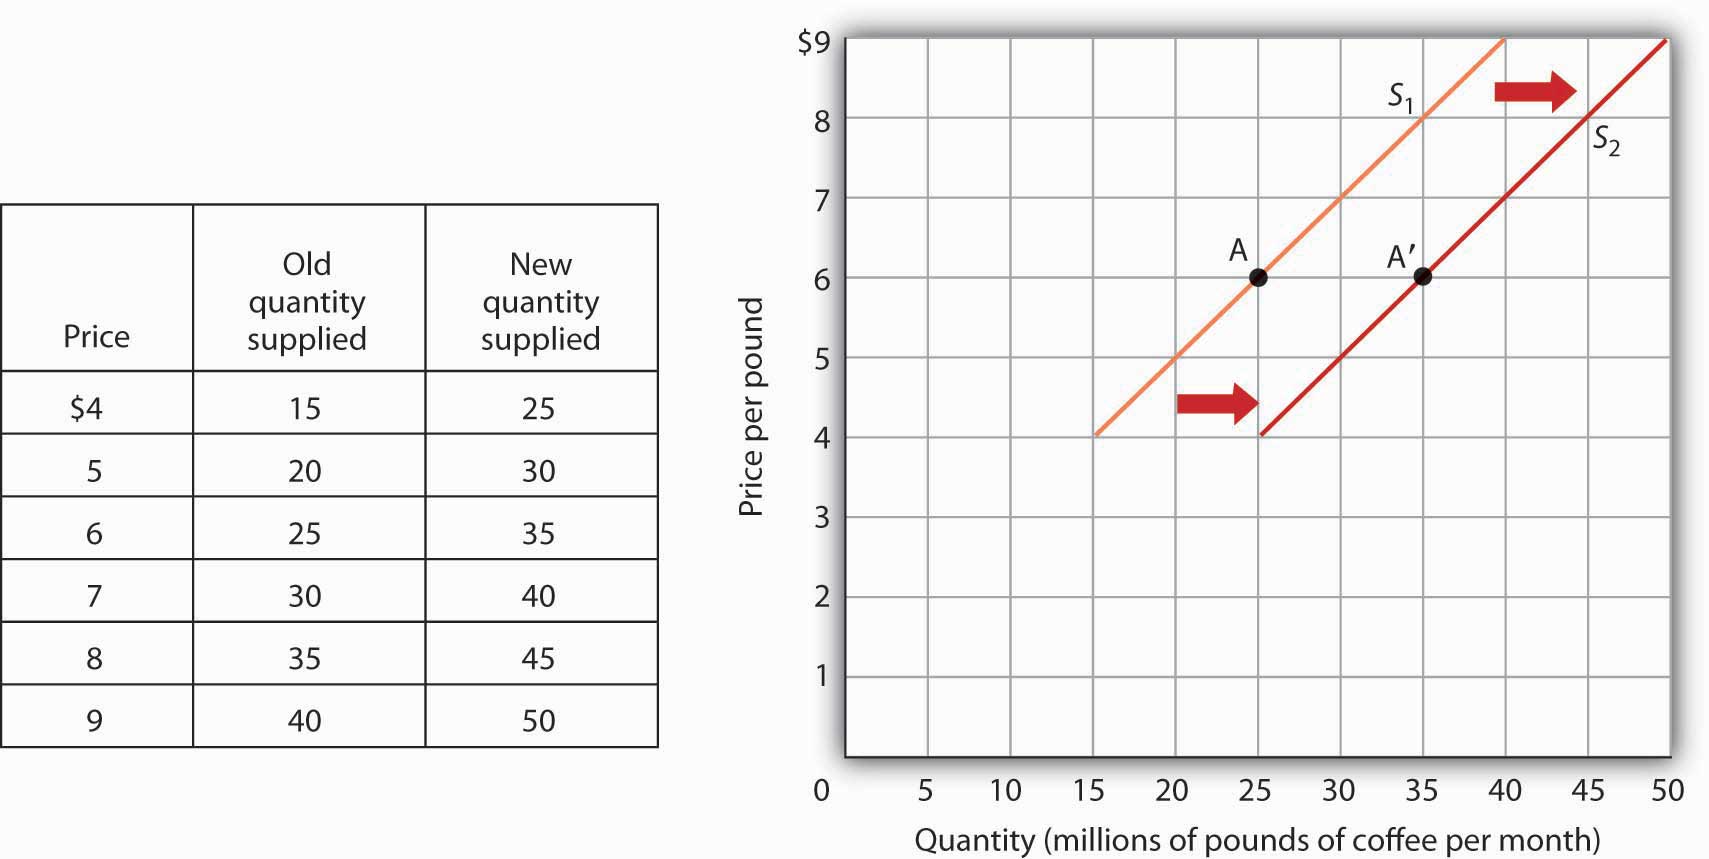 Price
Old
quantity
supplied
New
quantity
supplied
$4 15 25
5 20 30
6 25 35
7 30 40
8 35 45
9 40 50
Price per pound
$9
8
7
6
5
4
3
2
1
S1
S2
A
A′
0 5 10 15 20 25 30 35 40 45 50
Quantity (millions of pounds of coffee per month)